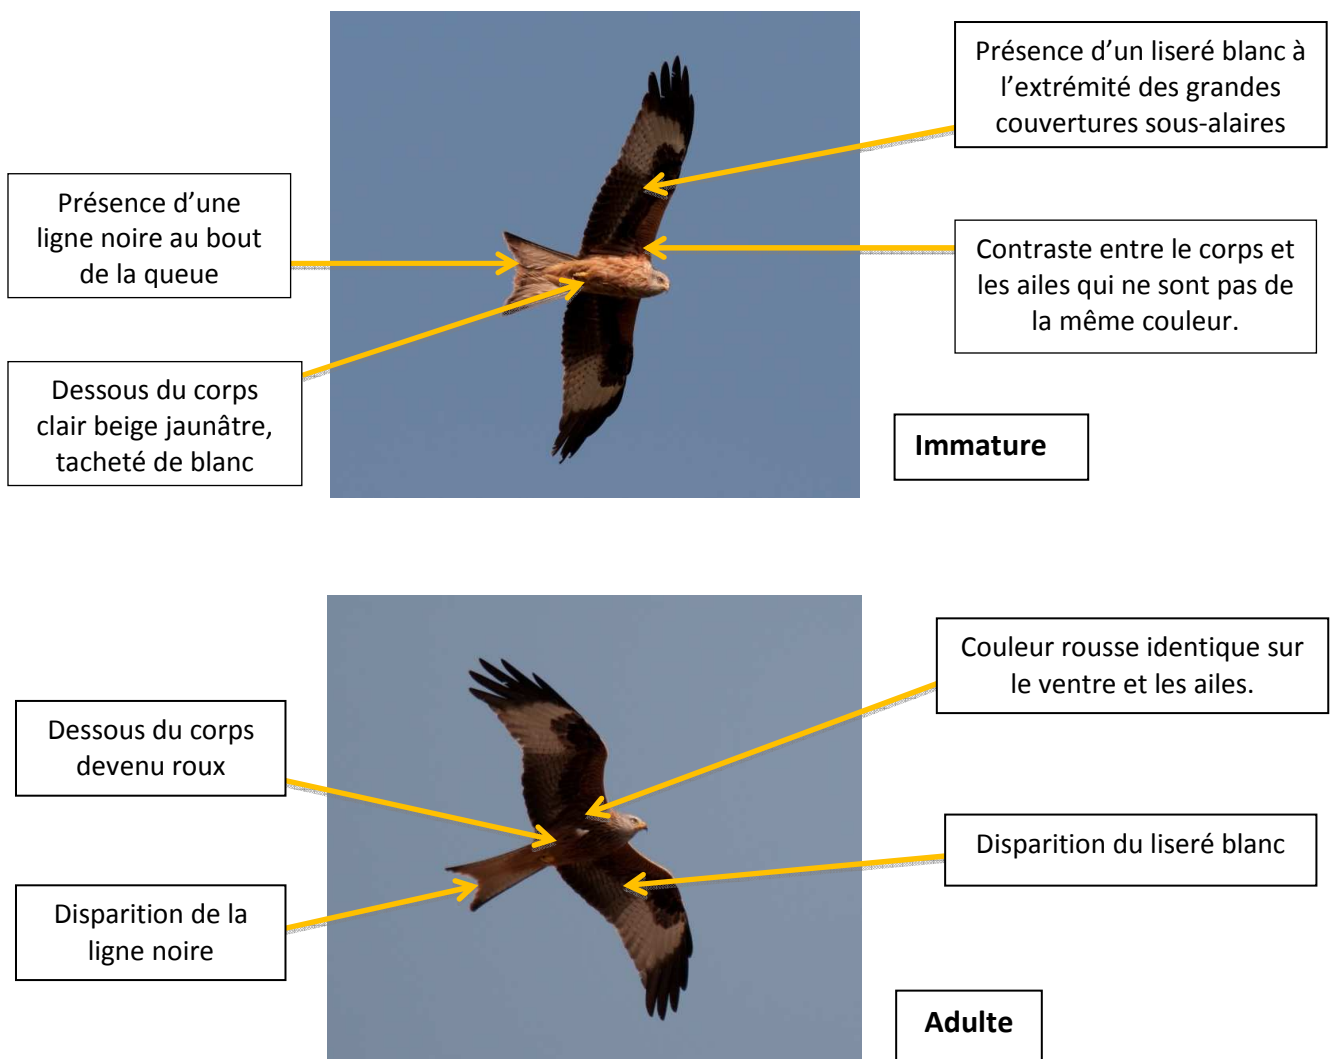 Présence d’un liseré blanc à
l’extrémité des grandes
couvertures sous-alaires
Présence d’une
ligne noire au bout
de la queue
Contraste entre le corps et
les ailes qui ne sont pas de
la même couleur.
Dessous du corps
clair beige jaunâtre,
tacheté de blanc
Immature
Couleur rousse identique sur
le ventre et les ailes.
Dessous du corps
devenu roux
Disparition du liseré blanc
Disparition de la
ligne noire
Adulte